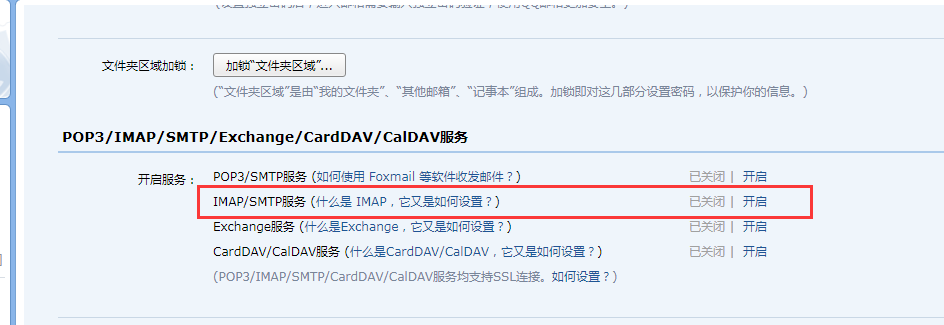 文件夹区域加锁： 加锁“文件夹区域”...
(“文件夹区域”是由“我的文件夹”、“其他邮箱”、“记事本”组成。加锁即对这几部分设置密码，以保护你的信息。)
POP3/IMAP/SMTP/Exchange/CardDAV/CalDAV服务
开启服务： POP3/SMTP服务 (如何使用 Foxmail 等软件收发邮件？) 已关闭 | 开启
IMAP/SMTP服务 (什么是 IMAP，它又是如何设置？) 已关闭 | 开启
Exchange服务 (什么是Exchange，它又是如何设置？) 已关闭 | 开启
CardDAV/CalDAV服务 (什么是CardDAV/CalDAV，它又是如何设置？) 已关闭 | 开启
(POP3/IMAP/SMTP/CardDAV/CalDAV服务均支持SSL连接。如何设置？)